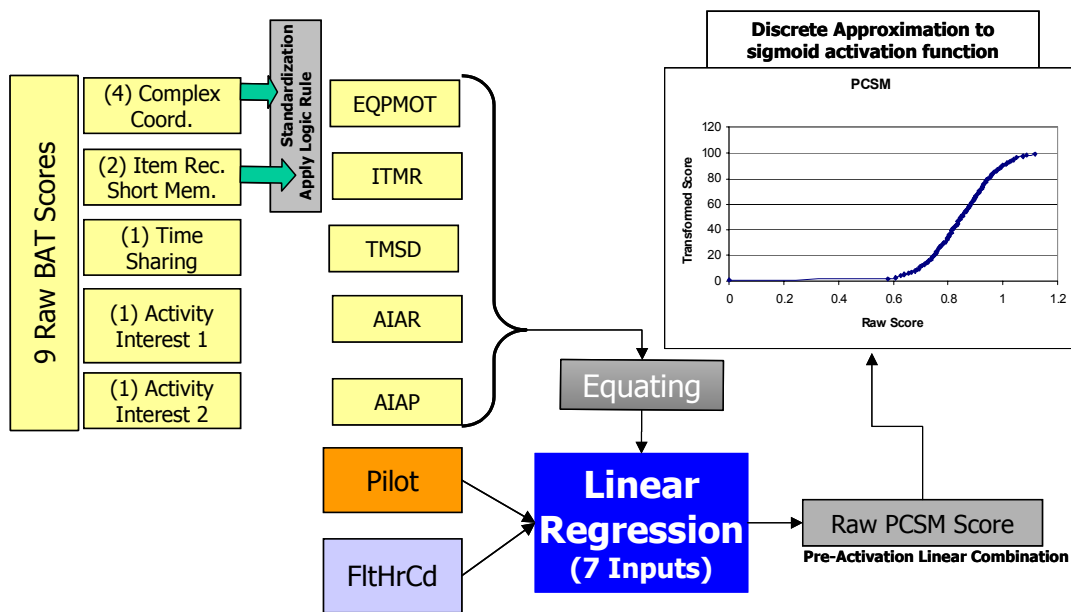 9 Raw BAT Scores
(4) Complex
Coord.
(2) Item Rec.
Short Mem.
(1) Time
Sharing
(1) Activity
Interest 1
(1) Activity
Interest 2
Standardization
Apply Logic Rule
EQPMOT
ITMR
TMSD
AIAR
AIAP
Pilot
FltHrCd
Equating
Linear
Regression
(7 Inputs)
Raw PCSM Score
Pre-Activation Linear Combination
Discrete Approximation to
sigmoid activation function
PCSM
Transformed Score
120
100
80
60
40
20
0
0 0.2 0.4 0.6 0.8 1 1.2
Raw Score